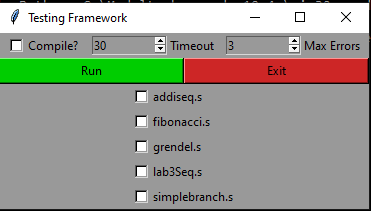 Testing Framework
Compile? 30 Timeout 3 Max Errors
Run Exit
addiseq.s
fibonacci.s
grendel.s
lab3Seq.s
simplebranch.s